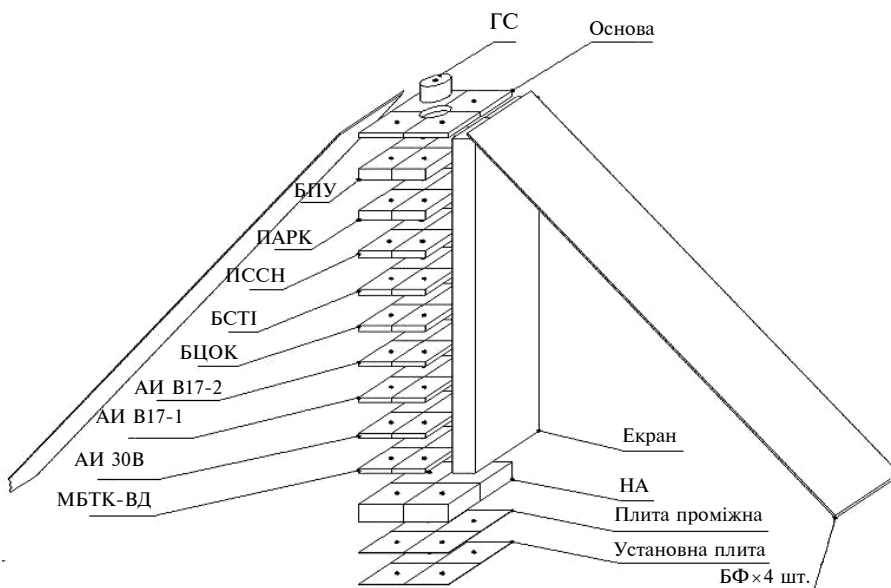 ГС
Основа
БПУ
ПАРК
ПССН
БСТІ
БЦОК
АИ В17-2
АИ В17-1
АИ 30В
МБТК-ВД
Екран
НА
Плита проміжна
Установна плита
БФ×4 шт.